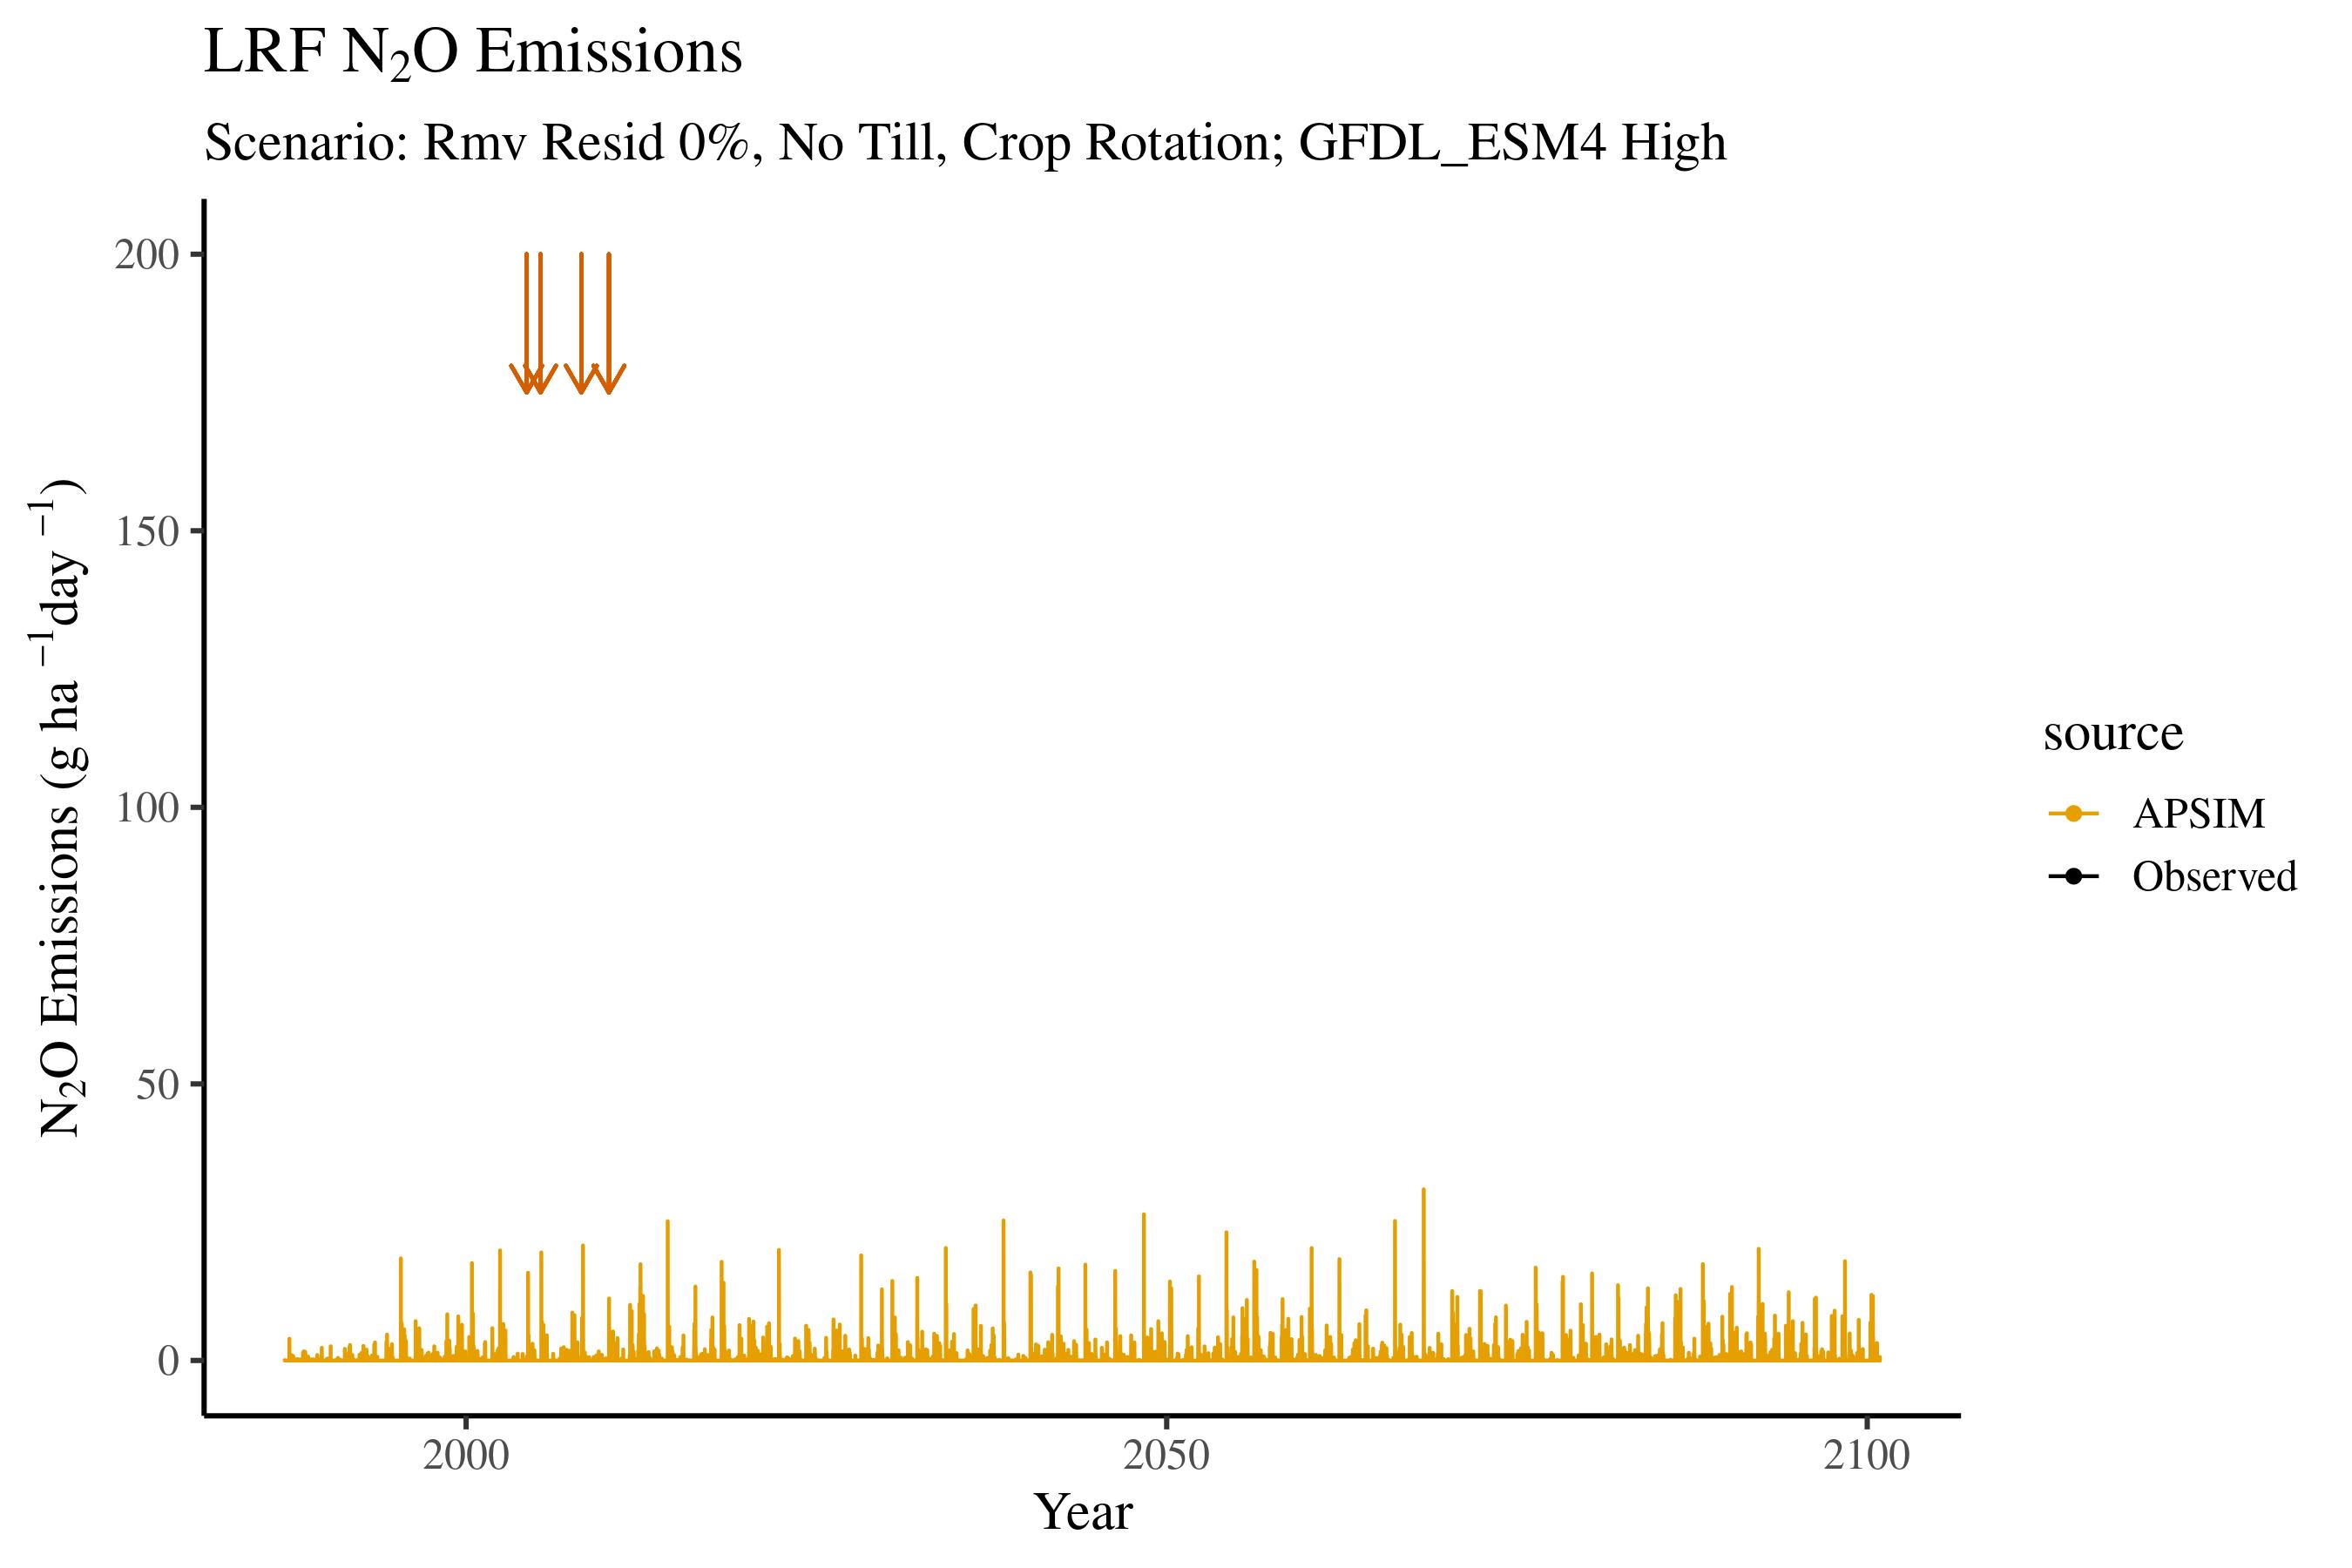 LRF N₂O Emissions
Scenario: Rmv Resid 0%, No Till, Crop Rotation; GFDL_ESM4 High
N₂O Emissions (g ha ⁻¹day ⁻¹)
200
150
100
50
0
2000
2050
2100
Year
source
APSIM
Observed